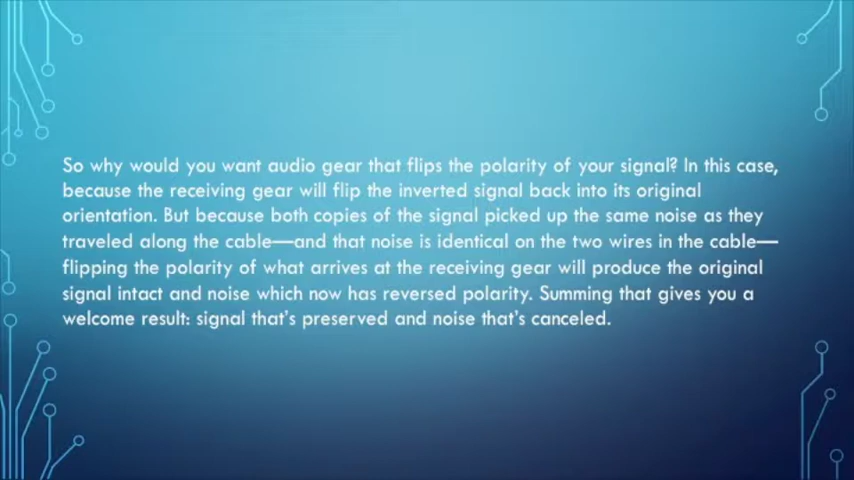 So why would you want audio gear that flips the polarity of your signal? In this case,
because the receiving gear will flip the inverted signal back into its original
orientation. But because both copies of the signal picked up the same noise as they
traveled along the cable—and that noise is identical on the two wires in the cable—
flipping the polarity of what arrives at the receiving gear will produce the original
signal intact and noise which now has reversed polarity. Summing that gives you a
welcome result: signal that's preserved and noise that's canceled.